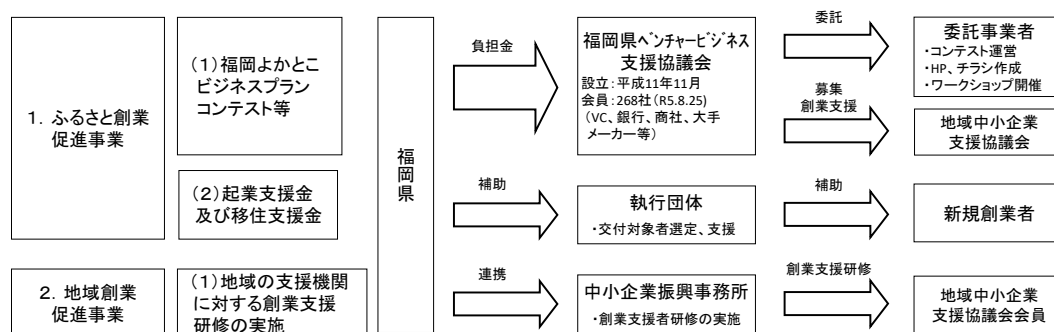 1．ふるさと創業
促進事業
（1）福岡よかとこ
ビジネスプラン
コンテスト等
（2）起業支援金
及び移住支援金
2．地域創業
促進事業
（1）地域の支援機関
に対する創業支援
研修の実施
福岡県
負担金
福岡県ﾍﾞﾝﾁｬｰﾋﾞｼﾞﾈｽ
支援協議会
設立：平成11年11月
会員：268社（R5.8.25）
（VC、銀行、商社、大手
メーカー等）
委託
委託事業者
・コンテスト運営
・HP、チラシ作成
・ワークショップ開催
募集
創業支援
地域中小企業
支援協議会
補助
執行団体
・交付対象者選定、支援
補助
新規創業者
連携
中小企業振興事務所
・創業支援者研修の実施
創業支援研修
地域中小企業
支援協議会会員